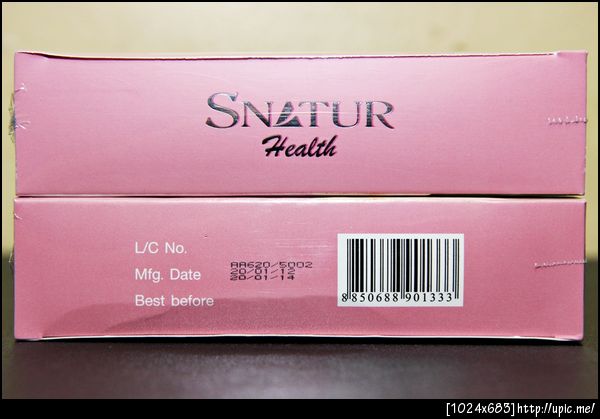 SNATUR
Health
L/C No. AA620/5002
Mfg. Date 20/01/12
Best before 20/01/14
8 850688 901333
[1024x683]http://upic.me/